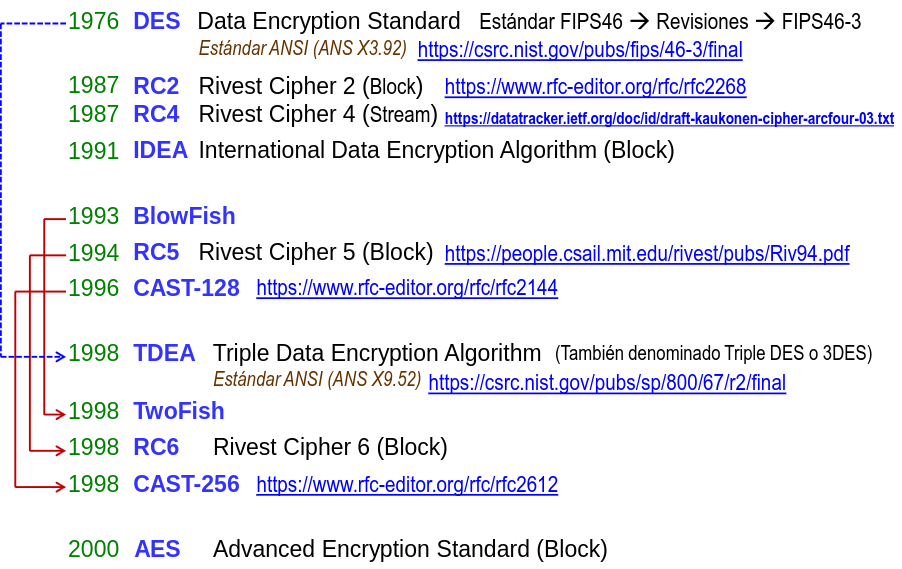 1976 DES Data Encryption Standard Estándar FIPS46 → Revisiones → FIPS46-3
Estándar ANSI (ANS X3.92) https://csrc.nist.gov/pubs/fips/46-3/final
1987 RC2 Rivest Cipher 2 (Block) https://www.rfc-editor.org/rfc/rfc2268
1987 RC4 Rivest Cipher 4 (Stream) https://datatracker.ietf.org/doc/id/draft-kaukonen-cipher-arcfour-03.txt
1991 IDEA International Data Encryption Algorithm (Block)
1993 BlowFish
1994 RC5 Rivest Cipher 5 (Block) https://people.csail.mit.edu/rivest/pubs/Riv94.pdf
1996 CAST-128 https://www.rfc-editor.org/rfc/rfc2144
1998 TDEA Triple Data Encryption Algorithm (También denominado Triple DES o 3DES)
Estándar ANSI (ANS X9.52) https://csrc.nist.gov/pubs/sp/800/67/r2/final
1998 TwoFish
1998 RC6 Rivest Cipher 6 (Block)
1998 CAST-256 https://www.rfc-editor.org/rfc/rfc2612
2000 AES Advanced Encryption Standard (Block)